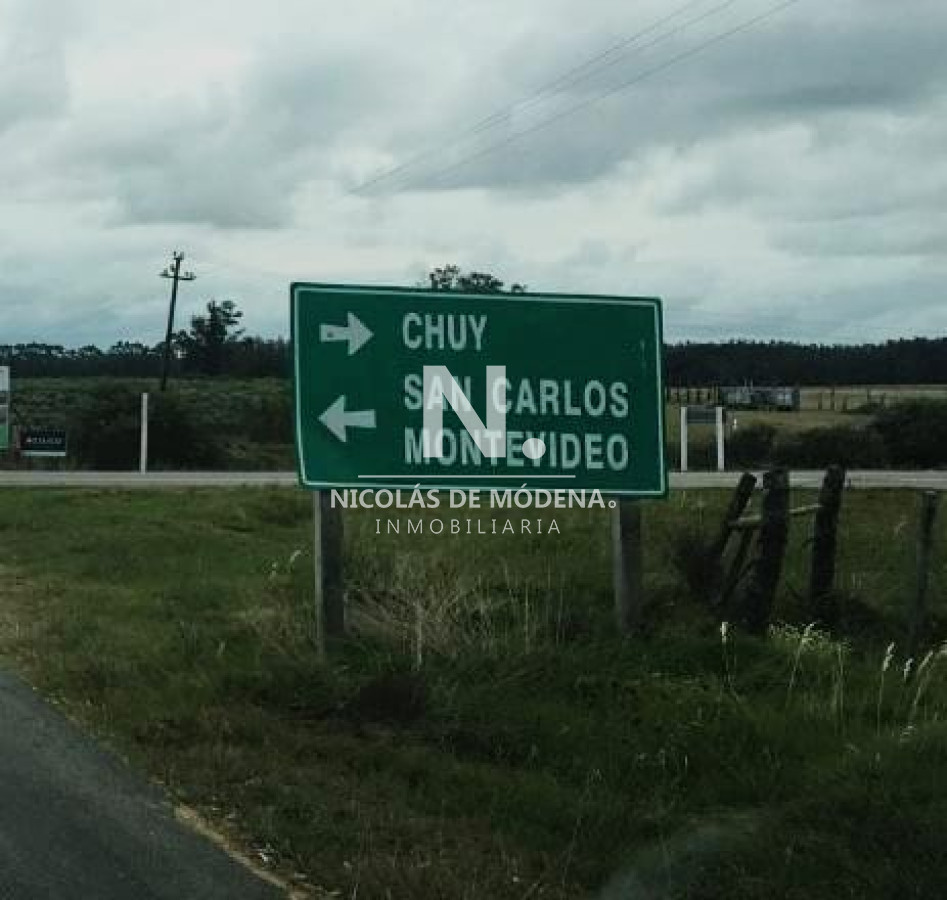 CHUY
SAN CARLOS
MONTEVIDEO
N.
NICOLÁS DE MÓDENA.
INMOBILIARIA